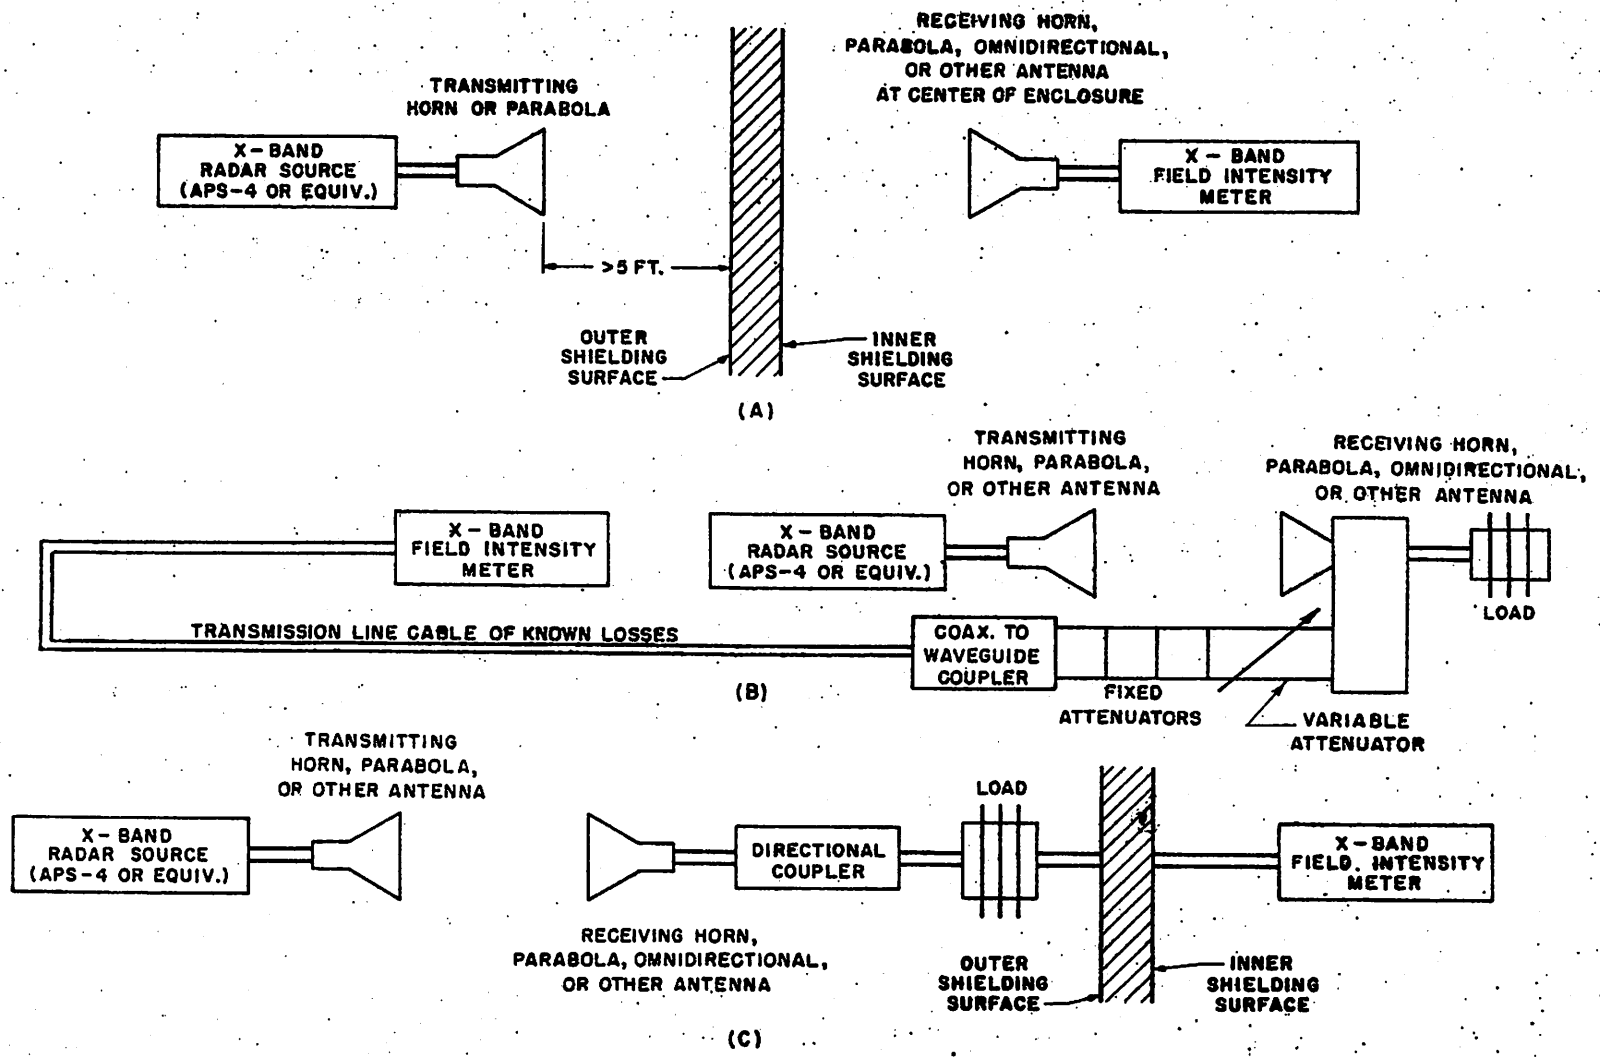 RECEIVING HORN,
PARABOLA, OMNIDIRECTIONAL,
OR OTHER ANTENNA
AT CENTER OF ENCLOSURE
TRANSMITTING
HORN OR PARABOLA
X-BAND
RADAR SOURCE
(APS-4 OR EQUIV.)
X-BAND
FIELD INTENSITY
METER
>5 FT.
OUTER
SHIELDING
SURFACE
INNER
SHIELDING
SURFACE
(A)
TRANSMITTING
HORN, PARABOLA,
OR OTHER ANTENNA
RECEIVING HORN,
PARABOLA, OMNIDIRECTIONAL,
OR OTHER ANTENNA
X-BAND
FIELD INTENSITY
METER
X-BAND
RADAR SOURCE
(APS-4 OR EQUIV.)
LOAD
TRANSMISSION LINE CABLE OF KNOWN LOSSES
COAX. TO
WAVEGUIDE
COUPLER
(B)
FIXED
ATTENUATORS
VARIABLE
ATTENUATOR
TRANSMITTING
HORN, PARABOLA,
OR OTHER ANTENNA
LOAD
X-BAND
RADAR SOURCE
(APS-4 OR EQUIV.)
DIRECTIONAL
COUPLER
X-BAND
FIELD. INTENSITY
METER
RECEIVING HORN,
PARABOLA, OMNIDIRECTIONAL,
OR OTHER ANTENNA
OUTER
SHIELDING
SURFACE
INNER
SHIELDING
SURFACE
(C)